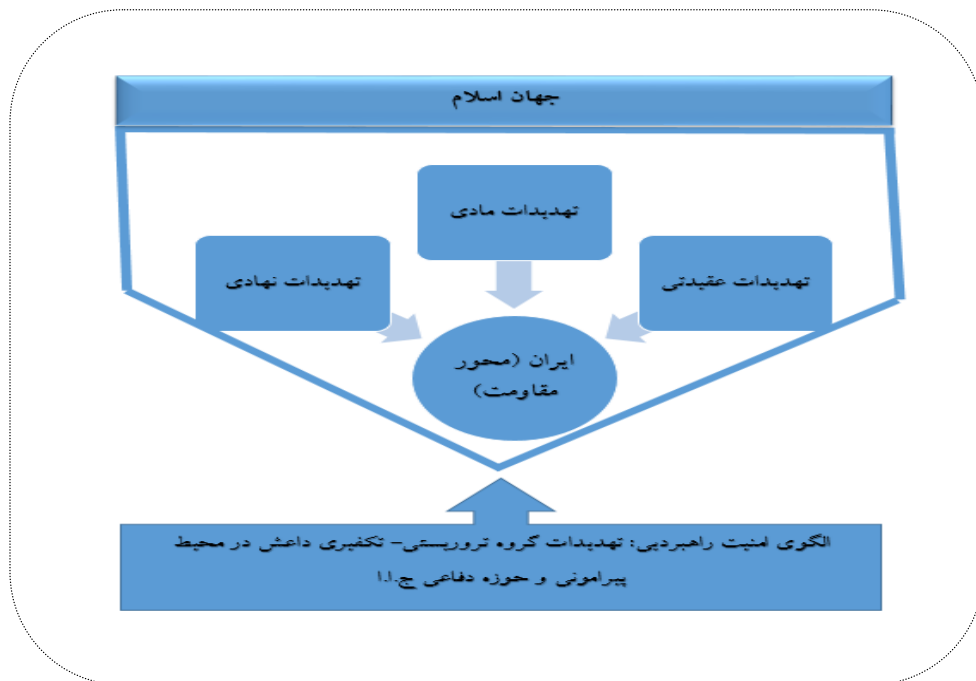 جهان اسلام
تهدیدات مادی
تهدیدات عقیدتی
تهدیدات نهادی
ایران (محور
مقاومت)
الگوی امنیت راهبردیی: تهدیدات گروه تروریستی– تکفیری داعش در محیط
پیرامونی و حوزه دفاعی ج.ا.ا